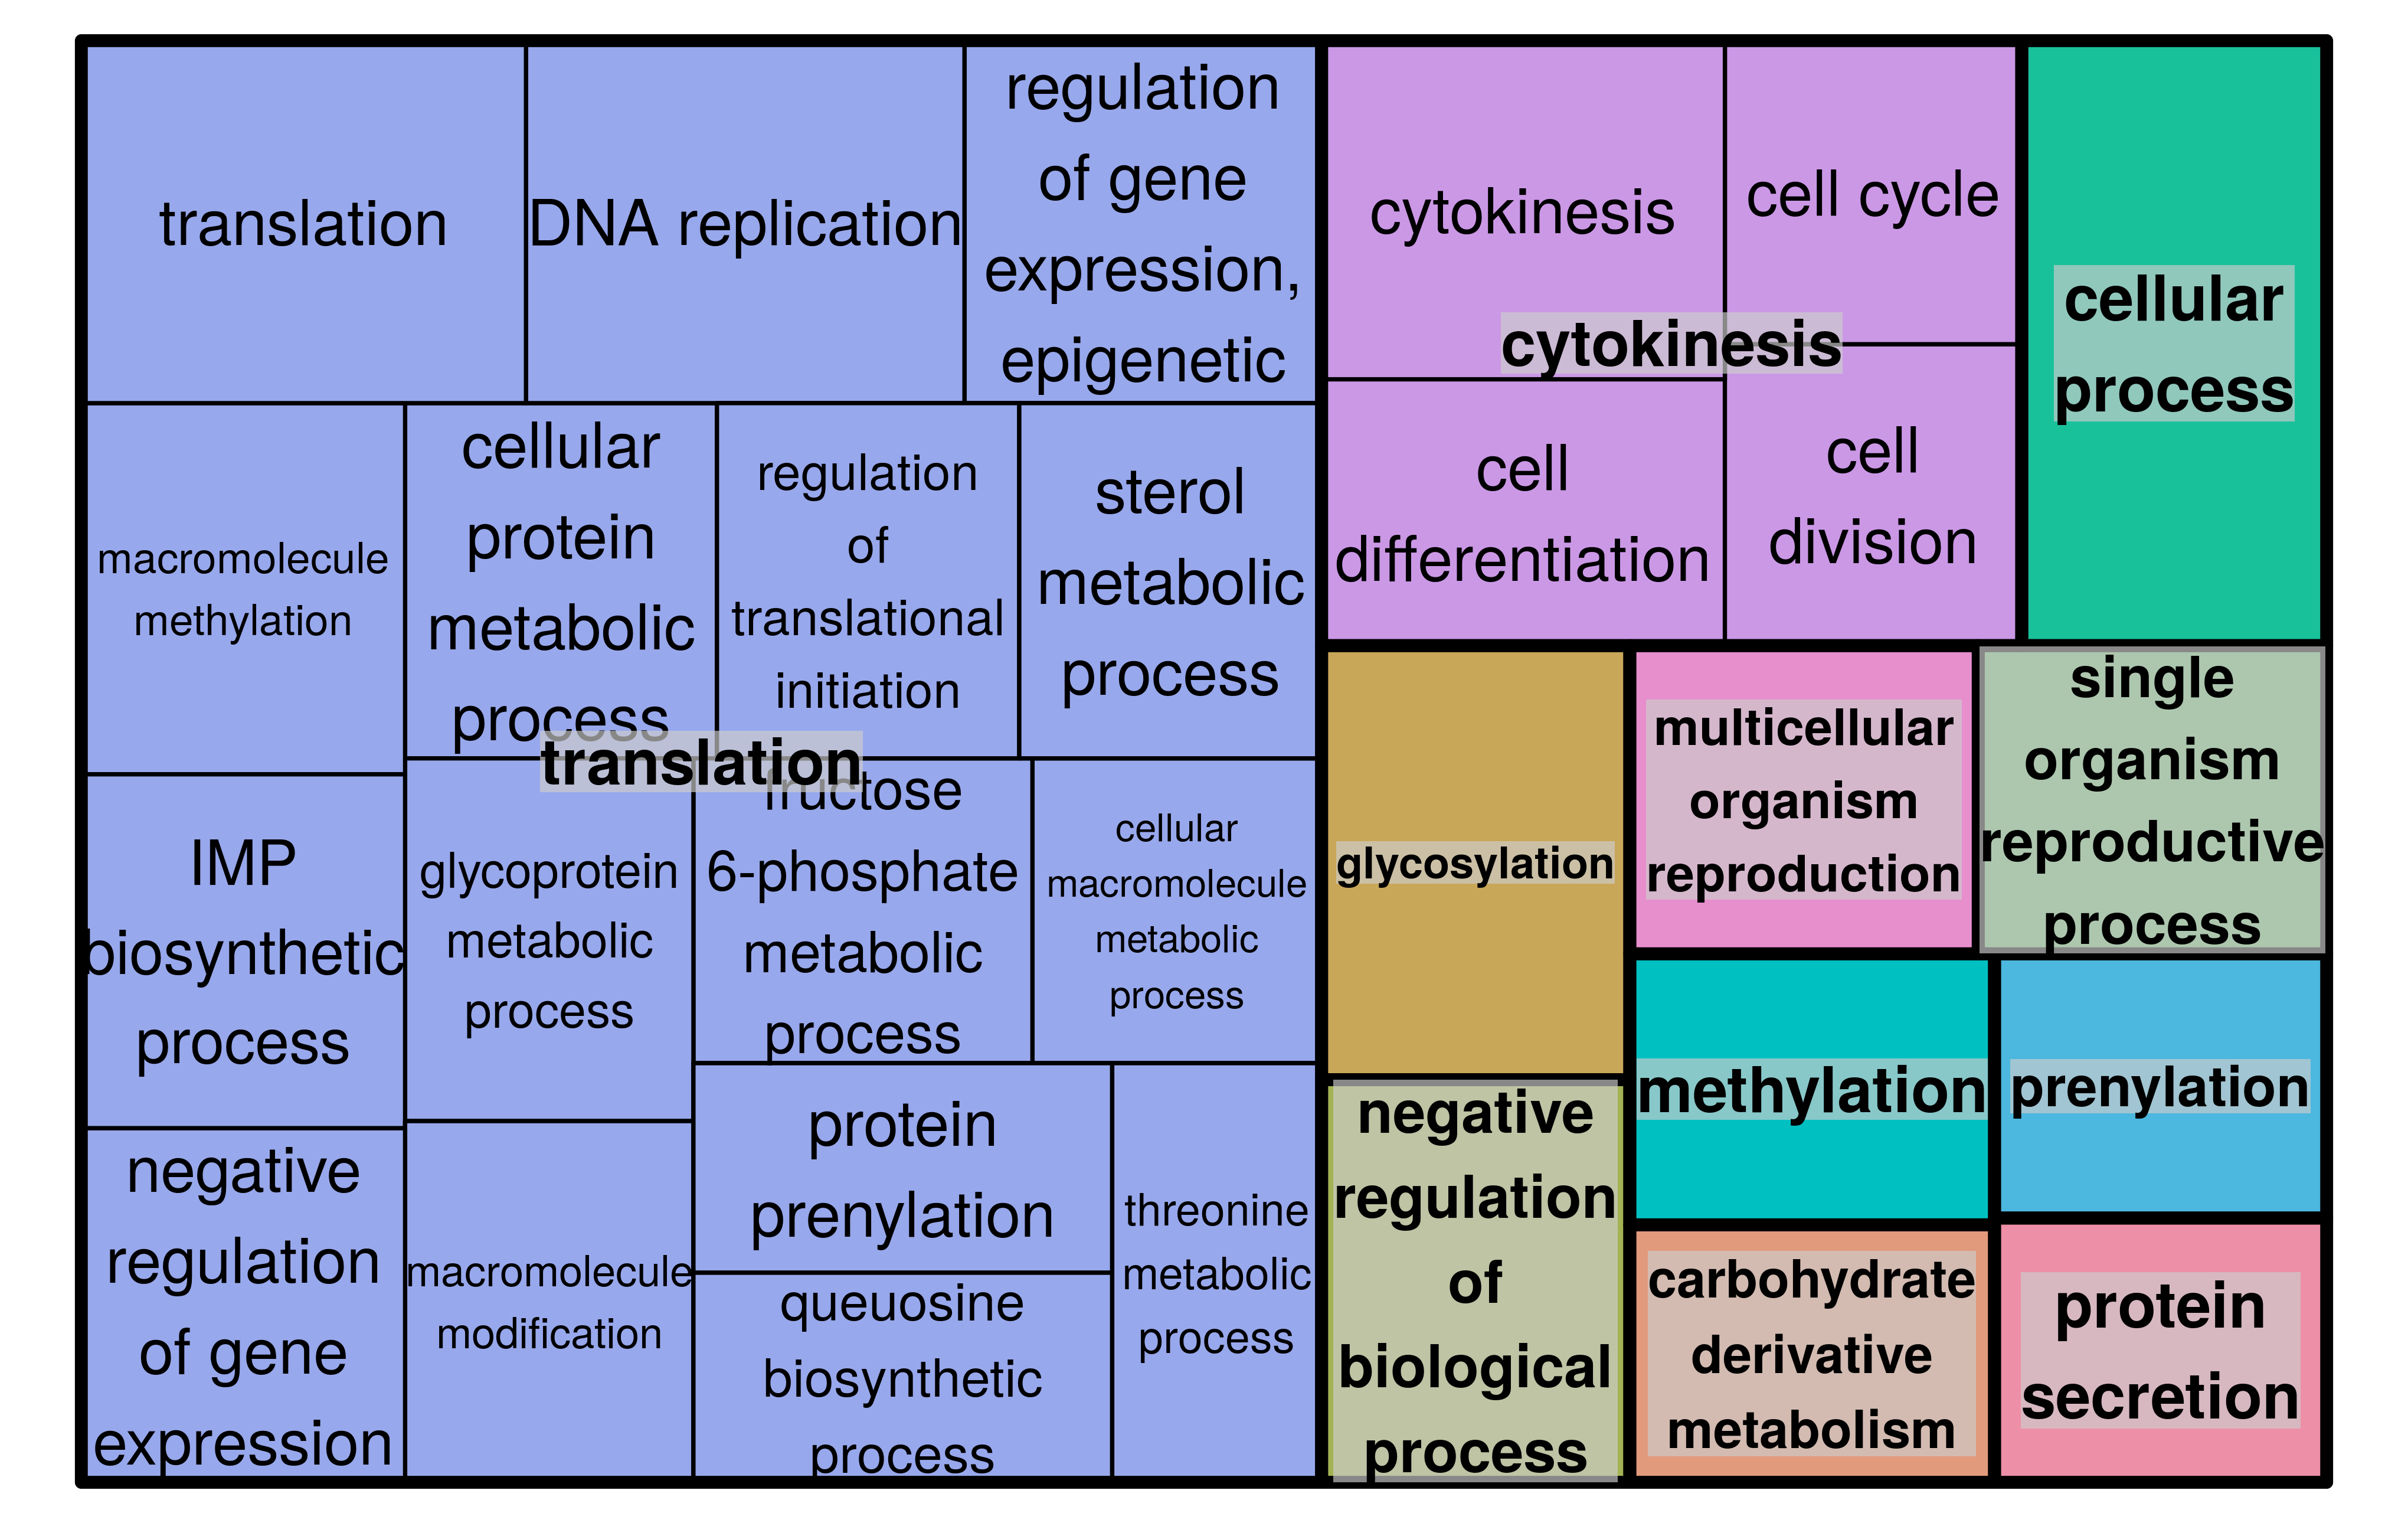 translation
DNA replication
regulation
of gene
expression,
epigenetic
macromolecule
methylation
cellular
protein
metabolic
process
regulation
of
translational
initiation
sterol
metabolic
process
translation
IMP
biosynthetic
process
glycoprotein
metabolic
process
fructose
6-phosphate
metabolic
process
cellular
macromolecule
metabolic
process
negative
regulation
of gene
expression
macromolecule
modification
protein
prenylation
queuosine
biosynthetic
process
threonine
metabolic
process
cytokinesis
cell cycle
cytokinesis
cell
differentiation
cell
division
cellular
process
glycosylation
multicellular
organism
reproduction
single
organism
reproductive
process
negative
regulation
of
biological
process
methylation
prenylation
carbohydrate
derivative
metabolism
protein
secretion